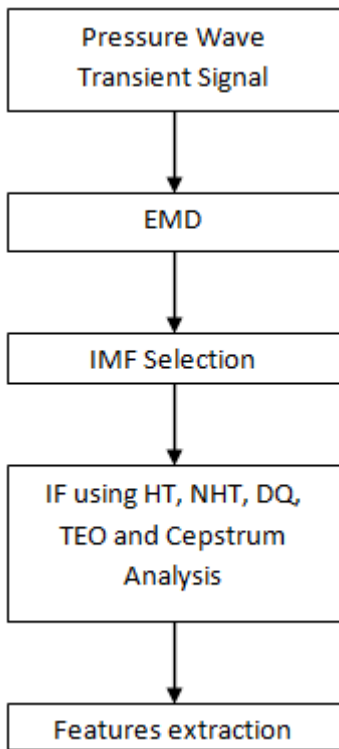 Pressure Wave
Transient Signal
EMD
IMF Selection
IF using HT, NHT, DQ,
TEO and Cepstrum
Analysis
Features extraction